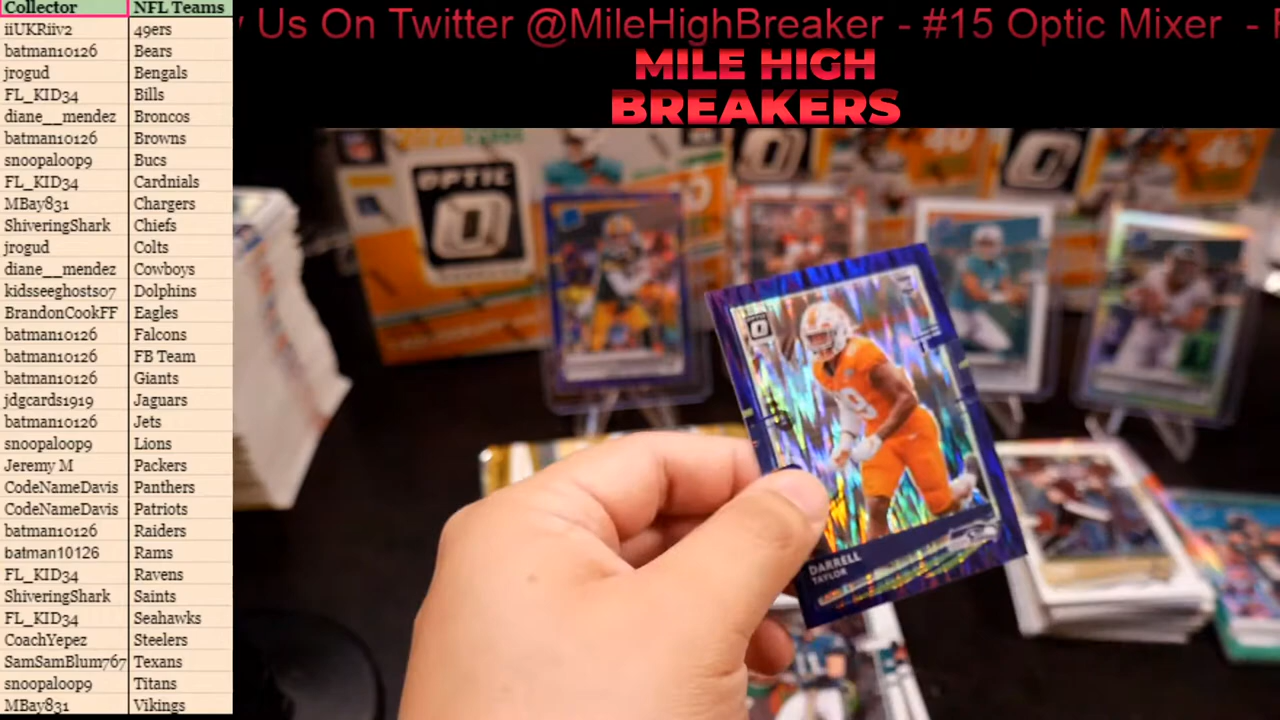 Collector NFL Teams
iiUKRiiv2 49ers
batman10126 Bears
jrogud Bengals
FL_KID34 Bills
diane__mendez Broncos
batman10126 Browns
snoopaloop9 Bucs
FL_KID34 Cardnials
MBay831 Chargers
ShiveringShark Chiefs
jrogud Colts
diane__mendez Cowboys
kidsseeghosts07 Dolphins
BrandonCookFF Eagles
batman10126 Falcons
batman10126 FB Team
batman10126 Giants
jdgcards1919 Jaguars
batman10126 Jets
snoopaloop9 Lions
Jeremy M Packers
CodeNameDavis Panthers
CodeNameDavis Patriots
batman10126 Raiders
batman10126 Rams
FL_KID34 Ravens
ShiveringShark Saints
FL_KID34 Seahawks
CoachYepez Steelers
SamSamBlum767 Texans
snoopaloop9 Titans
MBay831 Vikings
Us On Twitter @MileHighBreaker - #15 Optic Mixer -
MILE HIGH
BREAKERS
OPTIC
OPTIC
DARRELL
TAYLOR